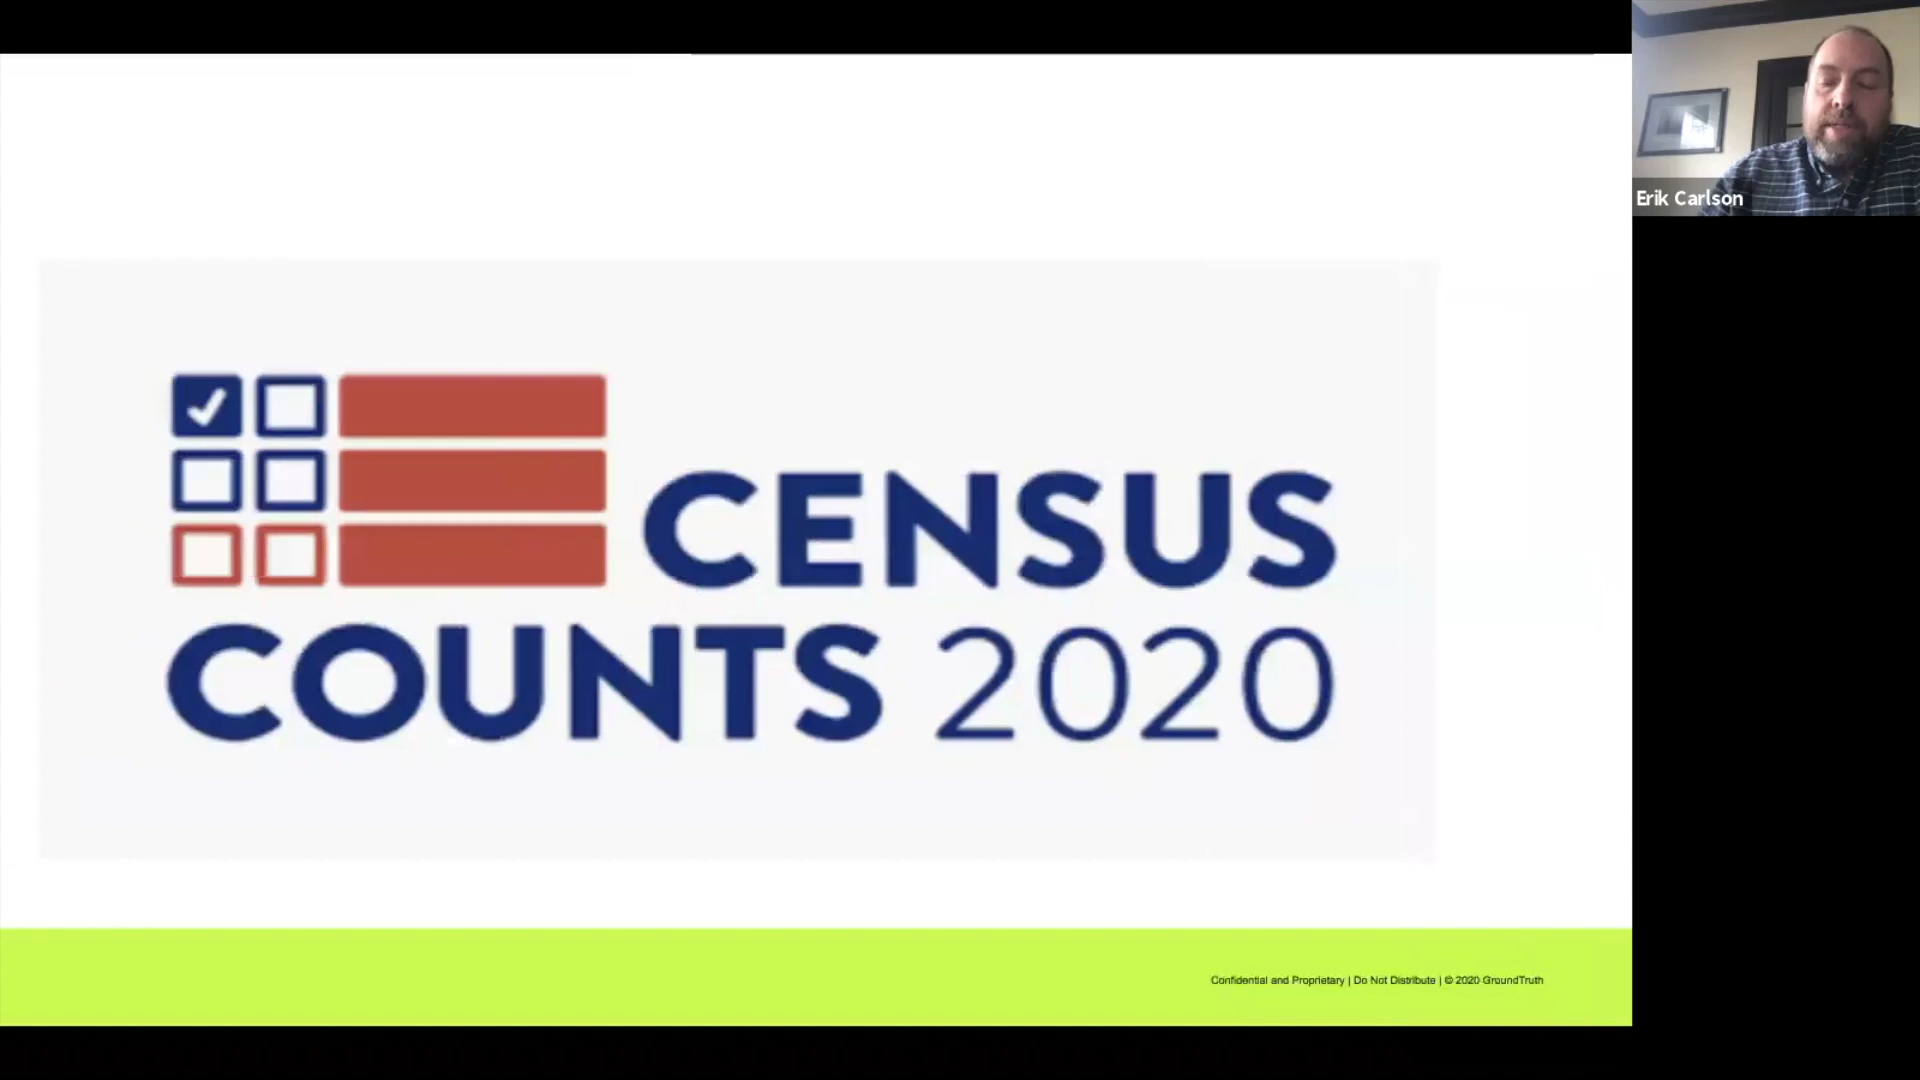 Erik Carlson
CENSUS
COUNTS 2020
Confidential and Proprietary | Do Not Distribute | © 2020 GroundTruth